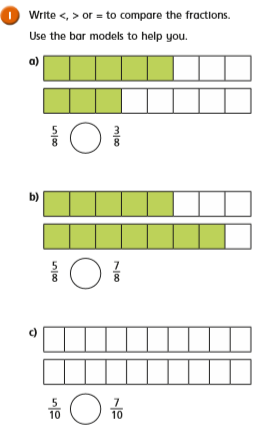 1 Write <, > or = to compare the fractions.
Use the bar models to help you.
a)
5/8 3/8
b)
5/8 7/8
c)
5/10 7/10